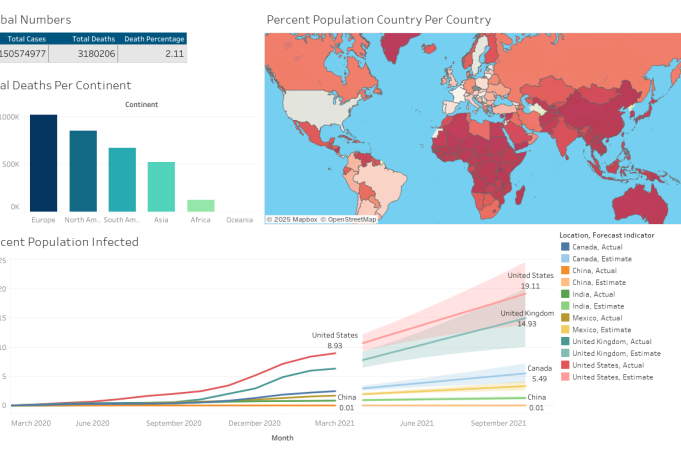 bal Numbers
Total Cases Total Deaths Death Percentage
150574977 3180206 2.11
al Deaths Per Continent
Continent
1000K
500K
0K
Europe North Am.. South Am.. Asia Africa Oceania
Percent Population Country Per Country
© 2025 Mapbox © OpenStreetMap
cent Population Infected
25
20
15
10
5
0
United States
8.93
China
0.01
United States
19.11
United Kingdom
14.93
Canada
5.49
China
0.01
March 2020 June 2020 September 2020 December 2020 March 2021 June 2021 September 2021
Month
Location, Forecast indicator
Canada, Actual
Canada, Estimate
China, Actual
China, Estimate
India, Actual
India, Estimate
Mexico, Actual
Mexico, Estimate
United Kingdom, Actual
United Kingdom, Estimate
United States, Actual
United States, Estimate